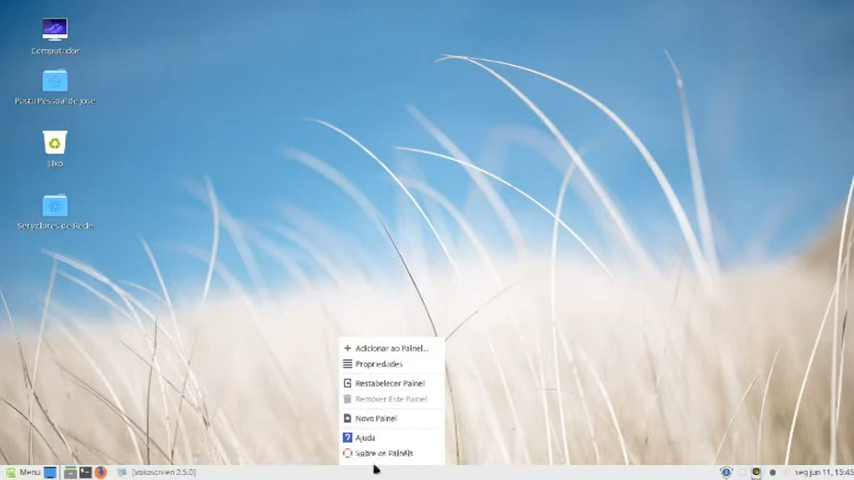 Computador
Pasta Pessoal de jose
Lixo
Servidores de Rede
Adicionar ao Painel...
Propriedades
Restabelecer Painel
Remover Este Painel
Novo Painel
Ajuda
Sobre os Painéis
Menu
[vokoscreen 2.5.0]
seg jun 11, 15:45